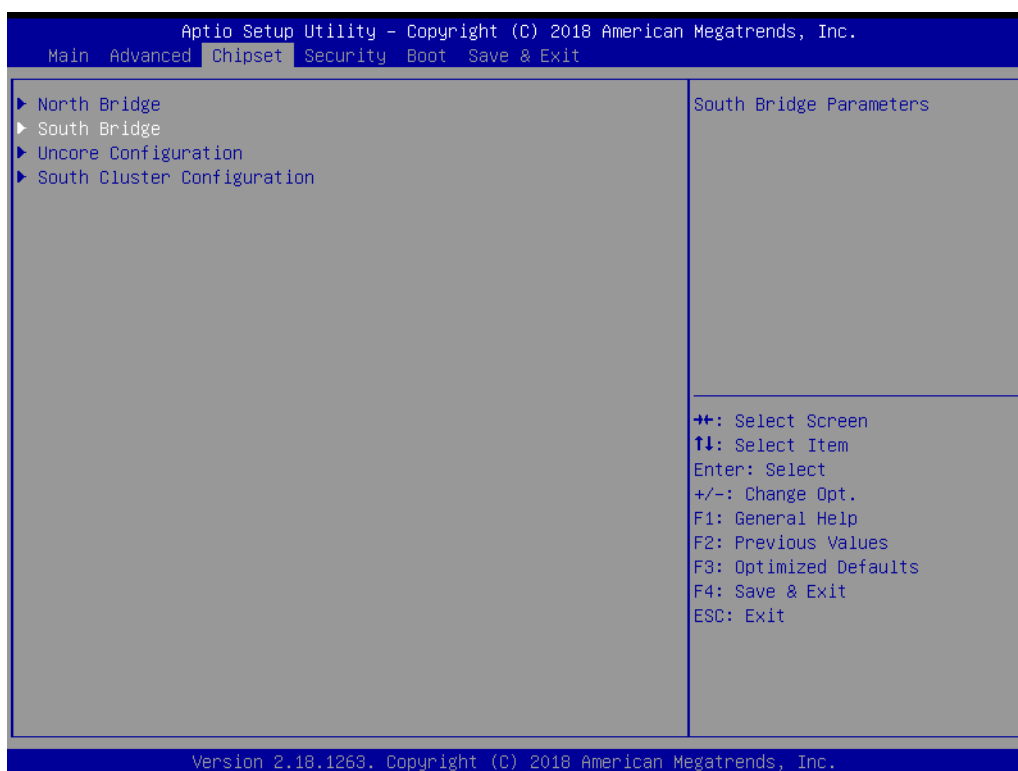 Aptio Setup Utility – Copyright (C) 2018 American Megatrends, Inc.
Main Advanced Chipset Security Boot Save & Exit
▶ North Bridge
▶ South Bridge
▶ Uncore Configuration
▶ South Cluster Configuration
South Bridge Parameters
→←: Select Screen
↑↓: Select Item
Enter: Select
+/-: Change Opt.
F1: General Help
F2: Previous Values
F3: Optimized Defaults
F4: Save & Exit
ESC: Exit
Version 2.18.1263. Copyright (C) 2018 American Megatrends, Inc.